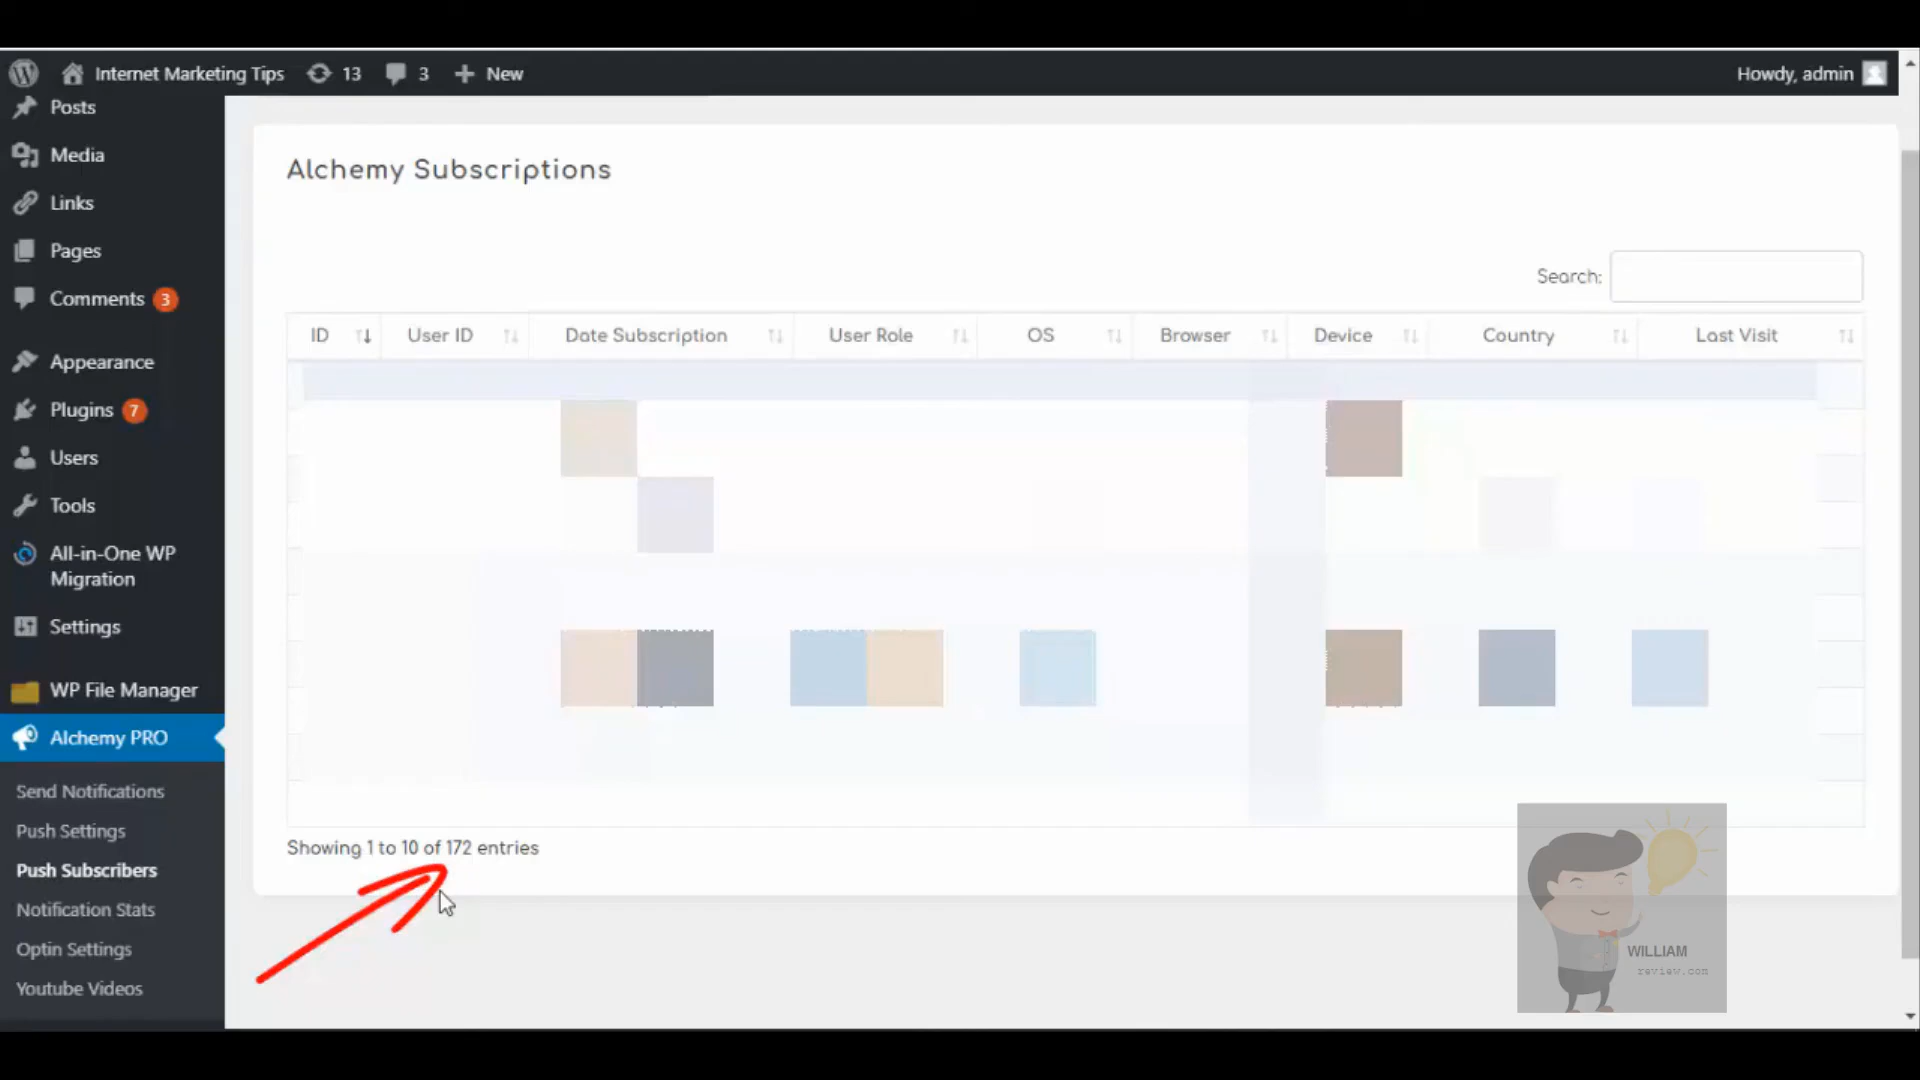 Internet Marketing Tips 13 3 New Howdy, admin
Posts
Media
Links
Pages
Comments 3
Appearance
Plugins 7
Users
Tools
All-in-One WP
Migration
Settings
WP File Manager
Alchemy PRO
Send Notifications
Push Settings
Push Subscribers
Notification Stats
Optin Settings
Youtube Videos
Alchemy Subscriptions
Search:
ID User ID Date Subscription User Role OS Browser Device Country Last Visit
Showing 1 to 10 of 172 entries
WILLIAM
review.com